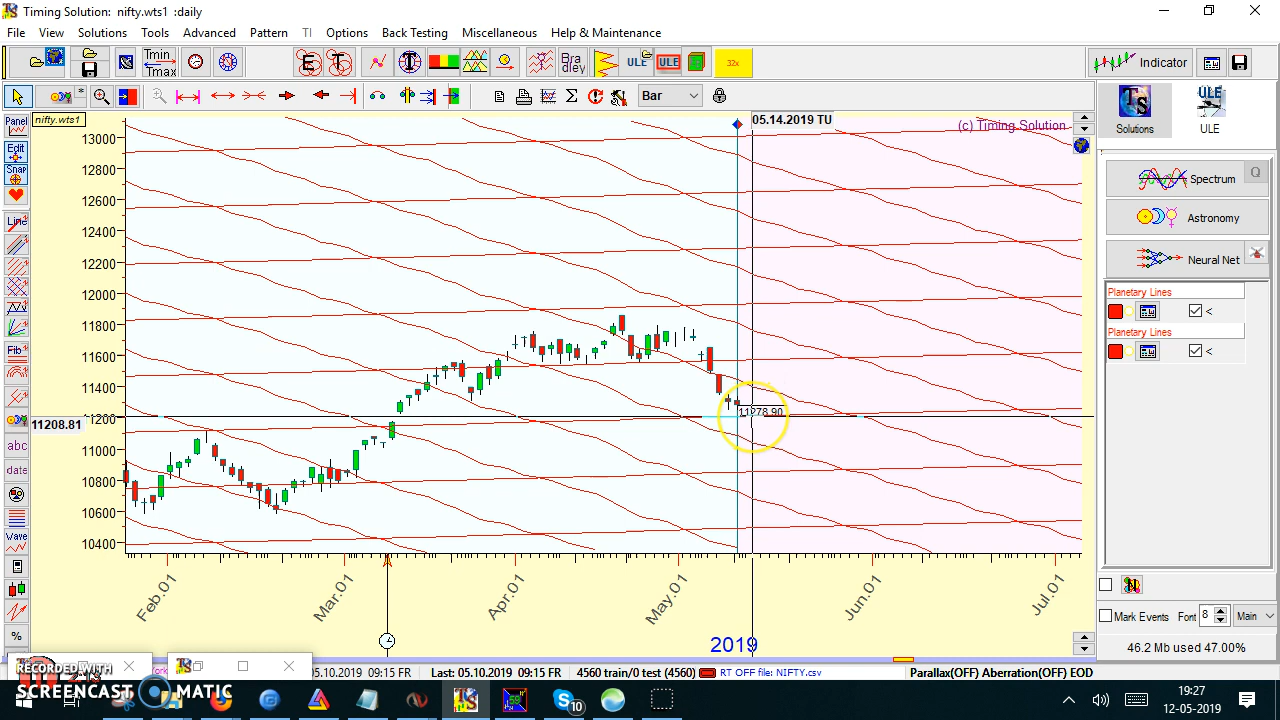 Timing Solution: nifty.wts1 :daily
File View Solutions Tools Advanced Pattern TI Options Back Testing Miscellaneous Help & Maintenance
Tmin Tmax
E T
Bra dley
ULE ULE
32x
Indicator
Bar
Solutions
ULE
Panel
Edit
Snap
Line
Fib
abc
date
Wave
%
nifty.wts1
05.14.2019 TU
(c) Timing Solution
13000
12800
12600
12400
12200
12000
11800
11600
11400
11200
11000
10800
10600
10400
11208.81
11278.90
Feb.01
Mar.01
Apr.01
May.01
Jun.01
Jul.01
2019
Spectrum
Q
Astronomy
Neural Net
Planetary Lines
<
Planetary Lines
<
Mark Events Font 8 Main
46.2 Mb used 47.00%
05.10.2019 09:15 FR Last: 05.10.2019 09:15 FR 4560 train/0 test (4560) RT OFF file: NIFTY.csv Parallax(OFF) Aberration(OFF) EOD
RECORDED WITH
SCREENCAST MATIC
10
19:27
12-05-2019